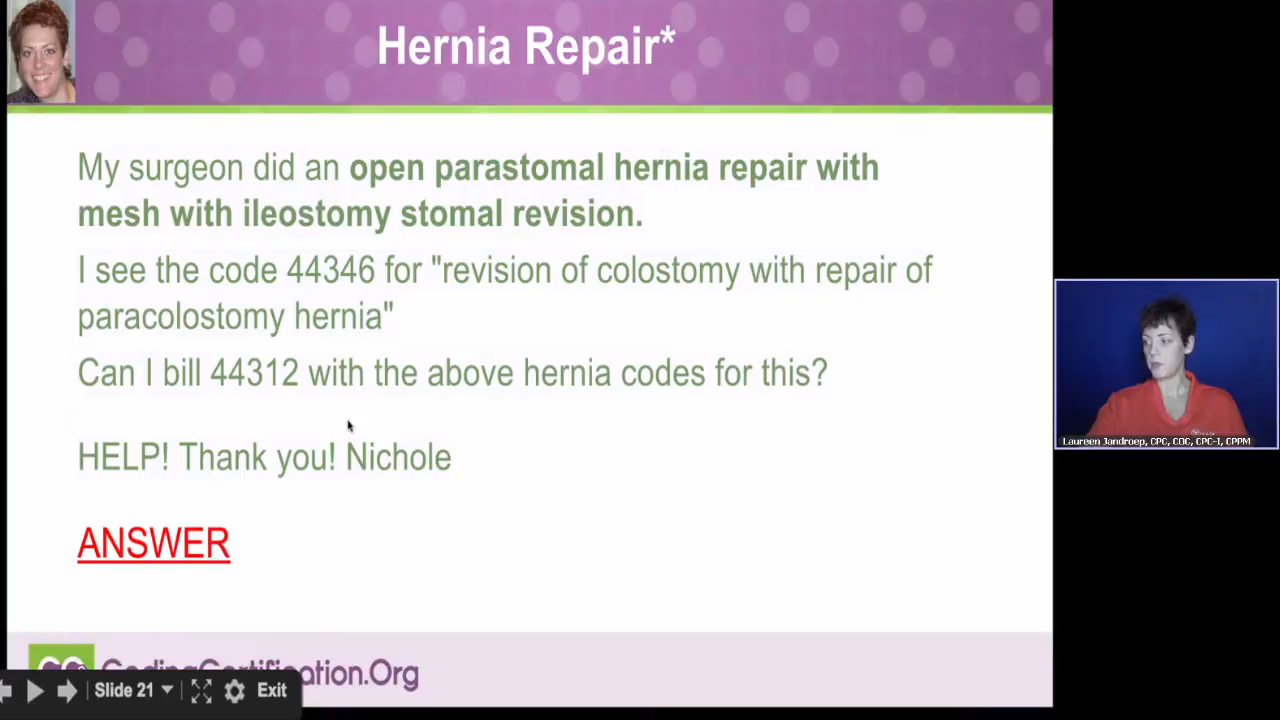 Hernia Repair*
My surgeon did an open parastomal hernia repair with
mesh with ileostomy stomal revision.
I see the code 44346 for "revision of colostomy with repair of
paracolostomy hernia"
Can I bill 44312 with the above hernia codes for this?
HELP! Thank you! Nichole
ANSWER
Laureen Jandroep, CPC, COC, CPC-I, CPPM
CodingCertification.Org
Slide 21
Exit